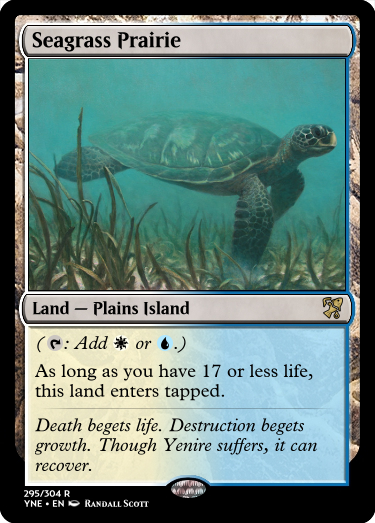 Seagrass Prairie
Land — Plains Island
( : Add or .)
As long as you have 17 or less life,
this land enters tapped.
Death begets life. Destruction begets
growth. Though Yenire suffers, it can
recover.
295/304 R
YNE • EN Randall Scott